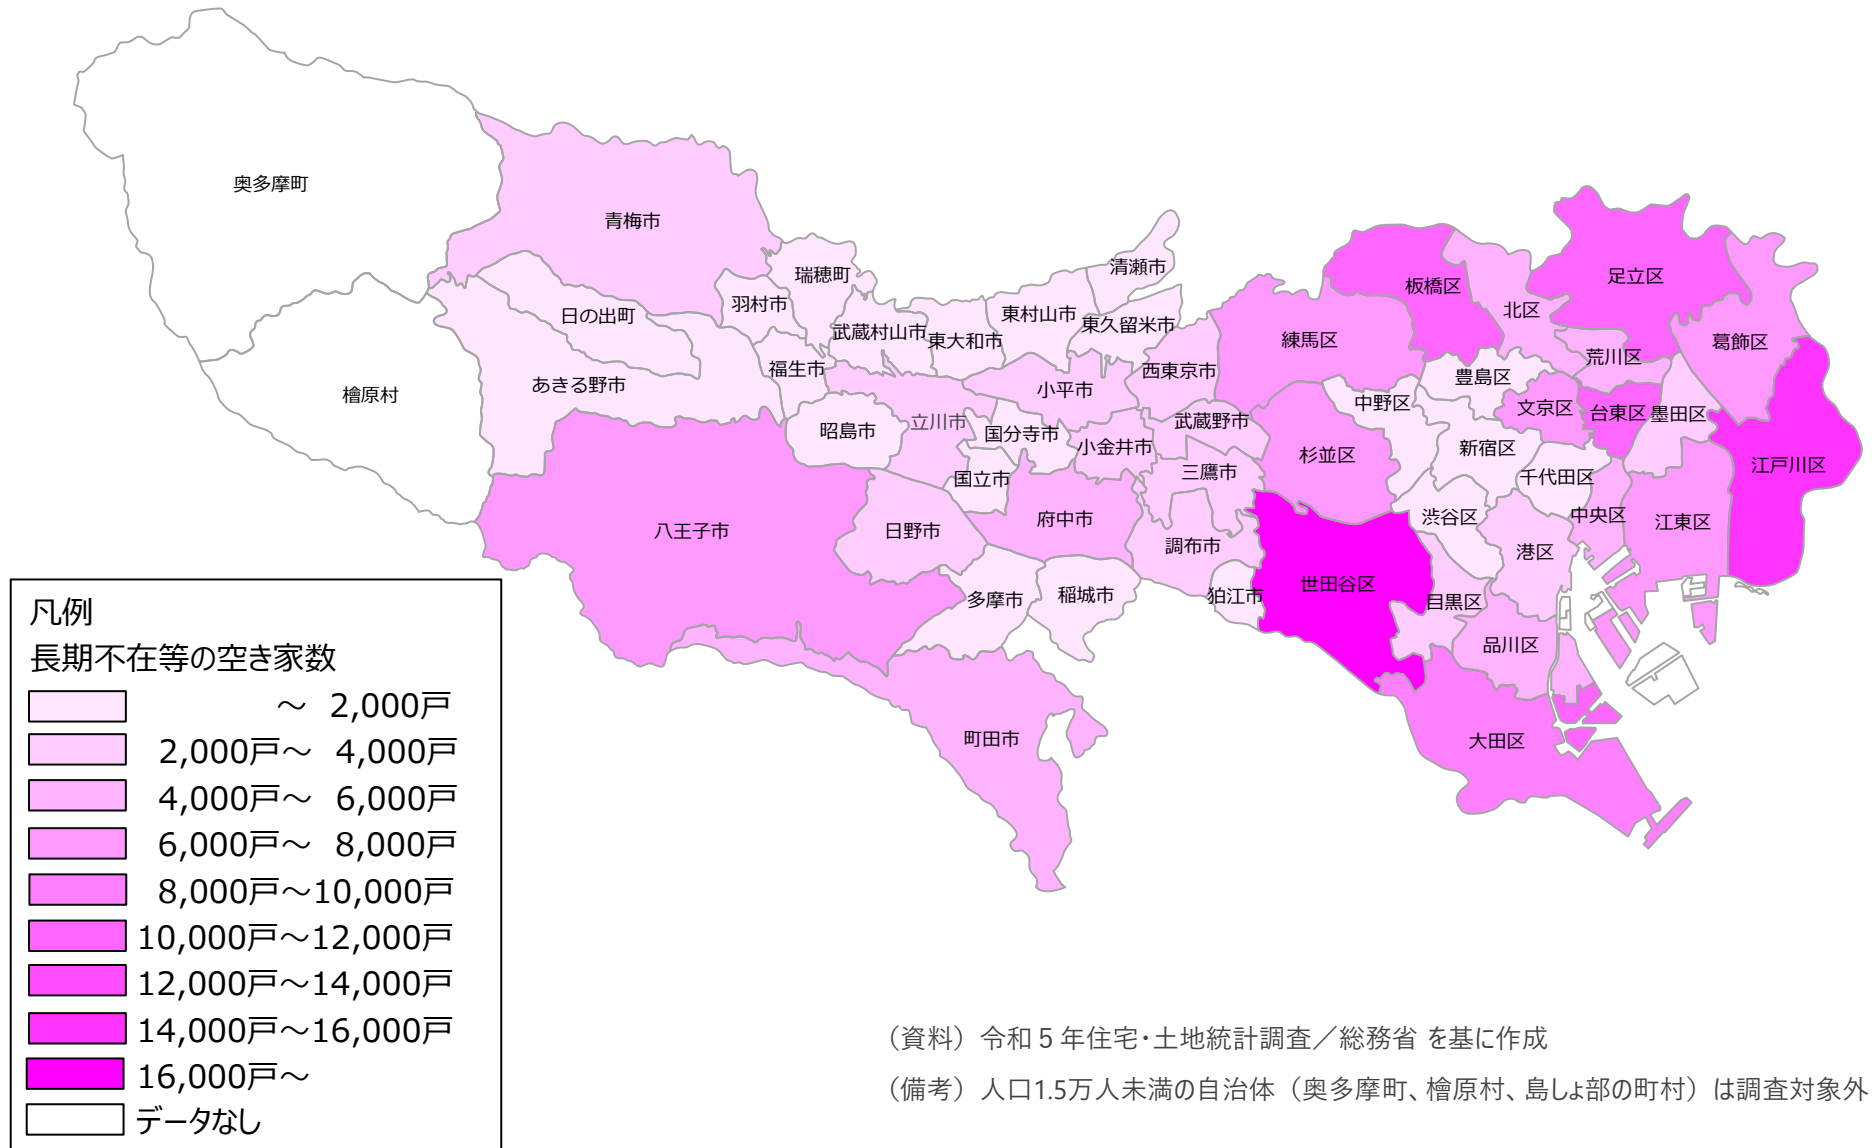 奥多摩町
青梅市
瑞穂町
清瀬市
羽村市
日の出町
武蔵村山市
東大和市
東村山市
東久留米市
檜原村
あきる野市
福生市
小平市
西東京市
昭島市
立川市
国分寺市
小金井市
武蔵野市
三鷹市
国立市
八王子市
日野市
府中市
調布市
多摩市
稲城市
狛江市
町田市
板橋区
北区
足立区
葛飾区
練馬区
荒川区
豊島区
中野区
文京区
台東区
墨田区
新宿区
杉並区
千代田区
江戸川区
渋谷区
中央区
江東区
港区
世田谷区
目黒区
品川区
大田区
凡例
長期不在等の空き家数
～ 2,000戸
2,000戸～ 4,000戸
4,000戸～ 6,000戸
6,000戸～ 8,000戸
8,000戸～10,000戸
10,000戸～12,000戸
12,000戸～14,000戸
14,000戸～16,000戸
16,000戸～
データなし
（資料）令和５年住宅・土地統計調査／総務省 を基に作成
（備考）人口1.5万人未満の自治体（奥多摩町、檜原村、島しょ部の町村）は調査対象外